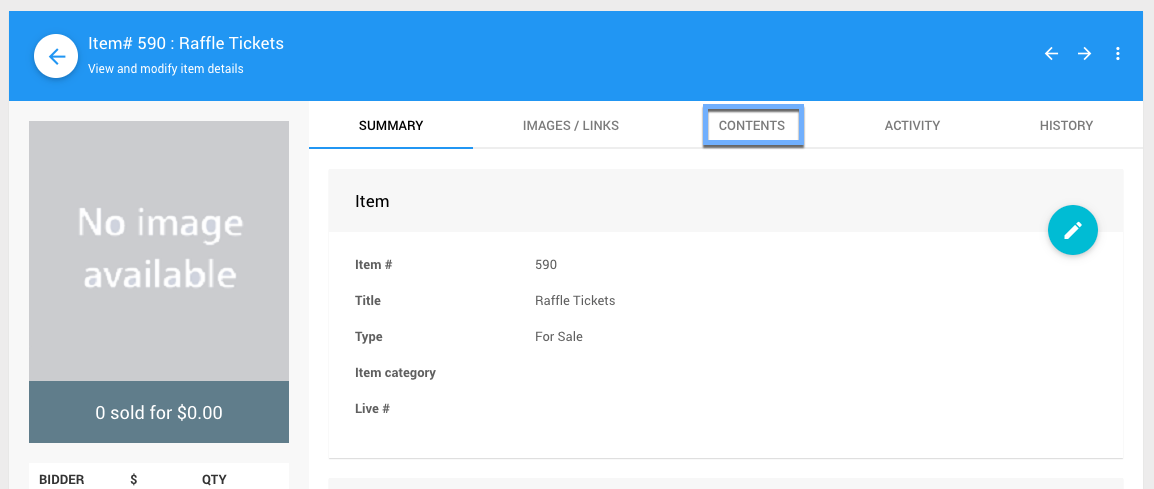 Item# 590 : Raffle Tickets
View and modify item details
SUMMARY IMAGES / LINKS CONTENTS ACTIVITY HISTORY
No image
available
0 sold for $0.00
BIDDER $ QTY
Item
Item # 590
Title Raffle Tickets
Type For Sale
Item category
Live #